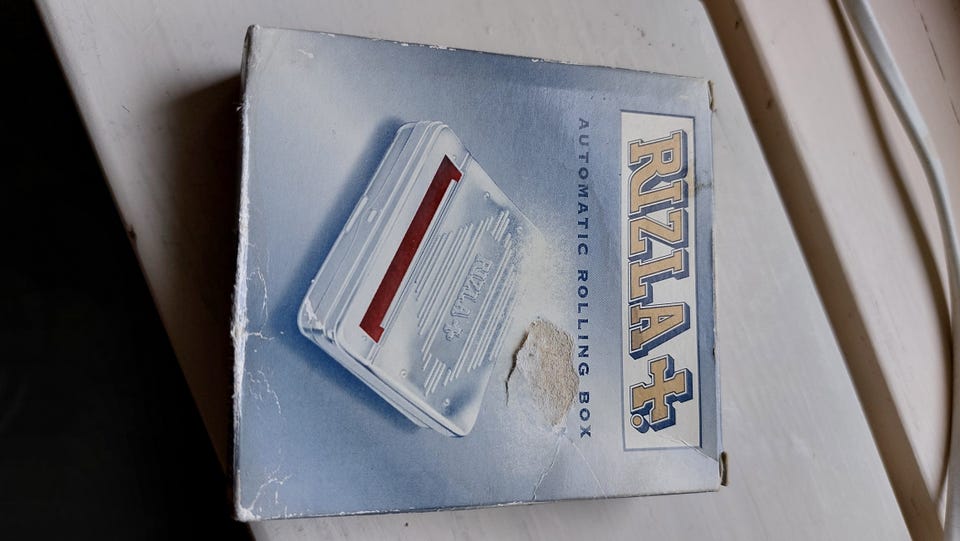 RIZLA+.
AUTOMATIC ROLLING BOX
RIZLA+